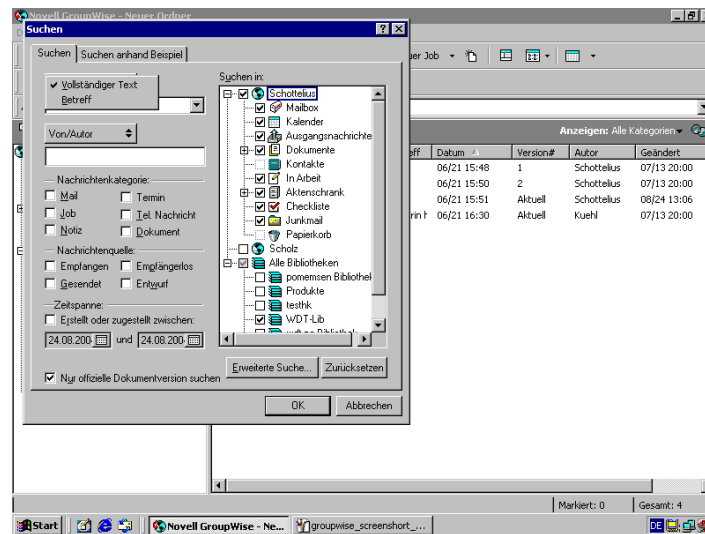 Novell GroupWise - Neuer Ordner
Suchen
Suchen
Suchen anhand Beispiel
Vollständiger Text
Betreff
Von/Autor
Nachrichtenkategorie:
Mail
Termin
Job
Tel. Nachricht
Notiz
Dokument
Nachrichtenquelle:
Empfangen
Empfängerlos
Gesendet
Entwurf
Zeitspanne:
Erstellt oder zugestellt zwischen:
24.08.200
und
24.08.200
Nur offizielle Dokumentversion suchen
Suchen in:
Schottelius
Mailbox
Kalender
Ausgangsnachrichte
Dokumente
Kontakte
In Arbeit
Aktenschrank
Checkliste
Junkmail
Papierkorb
Scholz
Alle Bibliotheken
pomemsen Bibliothek
Produkte
testhk
WDT-Lib
Erweiterte Suche...
Zurücksetzen
OK
Abbrechen
uer Job
Anzeigen: Alle Kategorien
eff
Datum
Version#
Autor
Geändert
06/21 15:48
1
Schottelius
07/13 20:00
06/21 15:50
2
Schottelius
07/13 20:00
06/21 15:51
Aktuell
Schottelius
08/24 13:06
06/21 16:30
Aktuell
Kuehl
07/13 20:00
Markiert: 0
Gesamt: 4
Start
Novell GroupWise - Ne...
groupwise_screenshort_...
DE